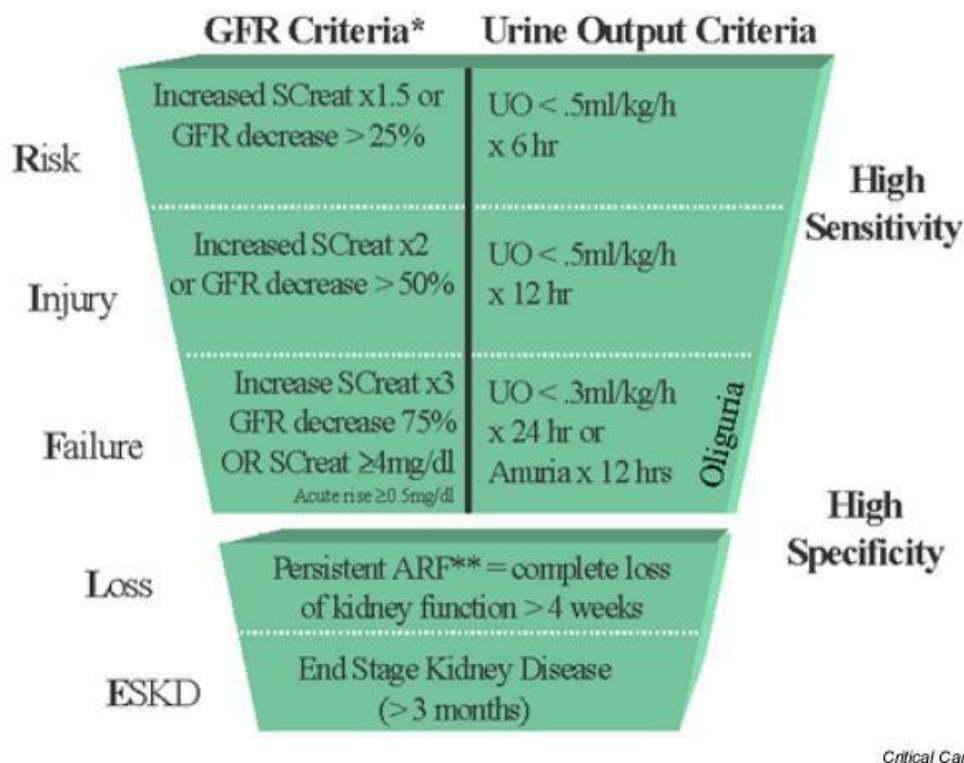 GFR Criteria*
Urine Output Criteria
Risk
Increased SCreat x1.5 or
GFR decrease > 25%
UO < .5ml/kg/h
x 6 hr
High
Sensitivity
Injury
Increased SCreat x2
or GFR decrease > 50%
UO < .5ml/kg/h
x 12 hr
Failure
Increase SCreat x3
GFR decrease 75%
OR SCreat ≥4mg/dl
Acute rise ≥0.5mg/dl
UO < .3ml/kg/h
x 24 hr or
Anuria x 12 hrs
Oliguria
High
Specificity
Loss
Persistent ARF** = complete loss
of kidney function > 4 weeks
ESKD
End Stage Kidney Disease
(> 3 months)
Critical Car